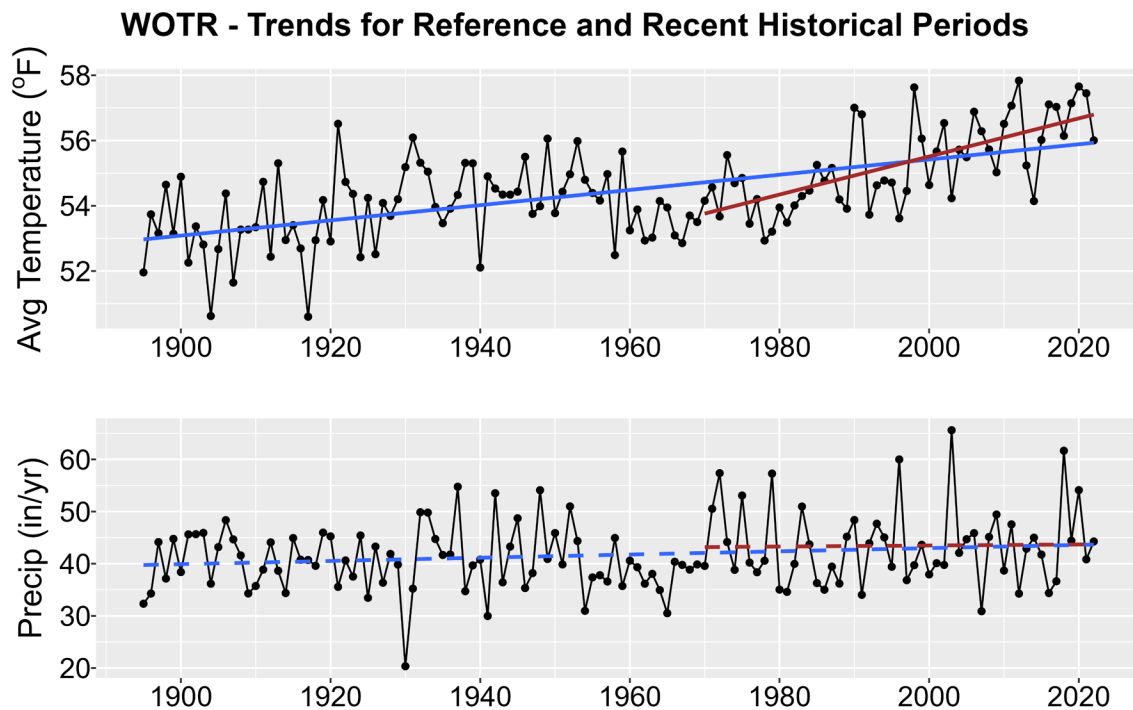 WOTR - Trends for Reference and Recent Historical Periods
Avg Temperature (°F)
58
56
54
52
1900 1920 1940 1960 1980 2000 2020
Precip (in/yr)
60
50
40
30
20
1900 1920 1940 1960 1980 2000 2020